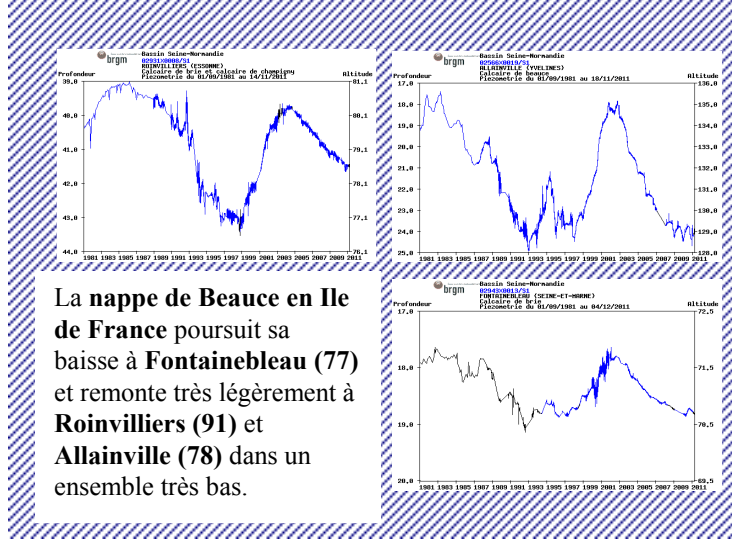 brgm
Bassin Seine-Normandie
02931X0008/S1
ROINVILLIERS (ESSONNE)
Calcaire de brie et calcaire de champigny
Piezometrie du 01/09/1981 au 14/11/2011
Profondeur
Altitude
39,0
40,0
41,0
42,0
43,0
44,0
81,1
80,1
79,1
78,1
77,1
76,1
1981 1983 1985 1987 1989 1991 1993 1995 1997 1999 2001 2003 2005 2007 2009 2011
brgm
Bassin Seine-Normandie
02566X0019/S1
ALLAINVILLE (YVELINES)
Calcaire de beauce
Piezometrie du 01/09/1981 au 18/11/2011
Profondeur
Altitude
17,0
18,0
19,0
20,0
21,0
22,0
23,0
24,0
25,0
136,0
135,0
134,0
133,0
132,0
131,0
130,0
129,0
128,0
1981 1983 1985 1987 1989 1991 1993 1995 1997 1999 2001 2003 2005 2007 2009 2011
La nappe de Beauce en Ile
de France poursuit sa
baisse à Fontainebleau (77)
et remonte très légèrement à
Roinvilliers (91) et
Allainville (78) dans un
ensemble très bas.
brgm
Bassin Seine-Normandie
02943X0013/S1
FONTAINEBLEAU (SEINE-ET-MARNE)
Calcaire de brie
Piezometrie du 01/09/1981 au 04/12/2011
Profondeur
Altitude
17,0
18,0
19,0
20,0
72,5
71,5
70,5
69,5
1981 1983 1985 1987 1989 1991 1993 1995 1997 1999 2001 2003 2005 2007 2009 2011